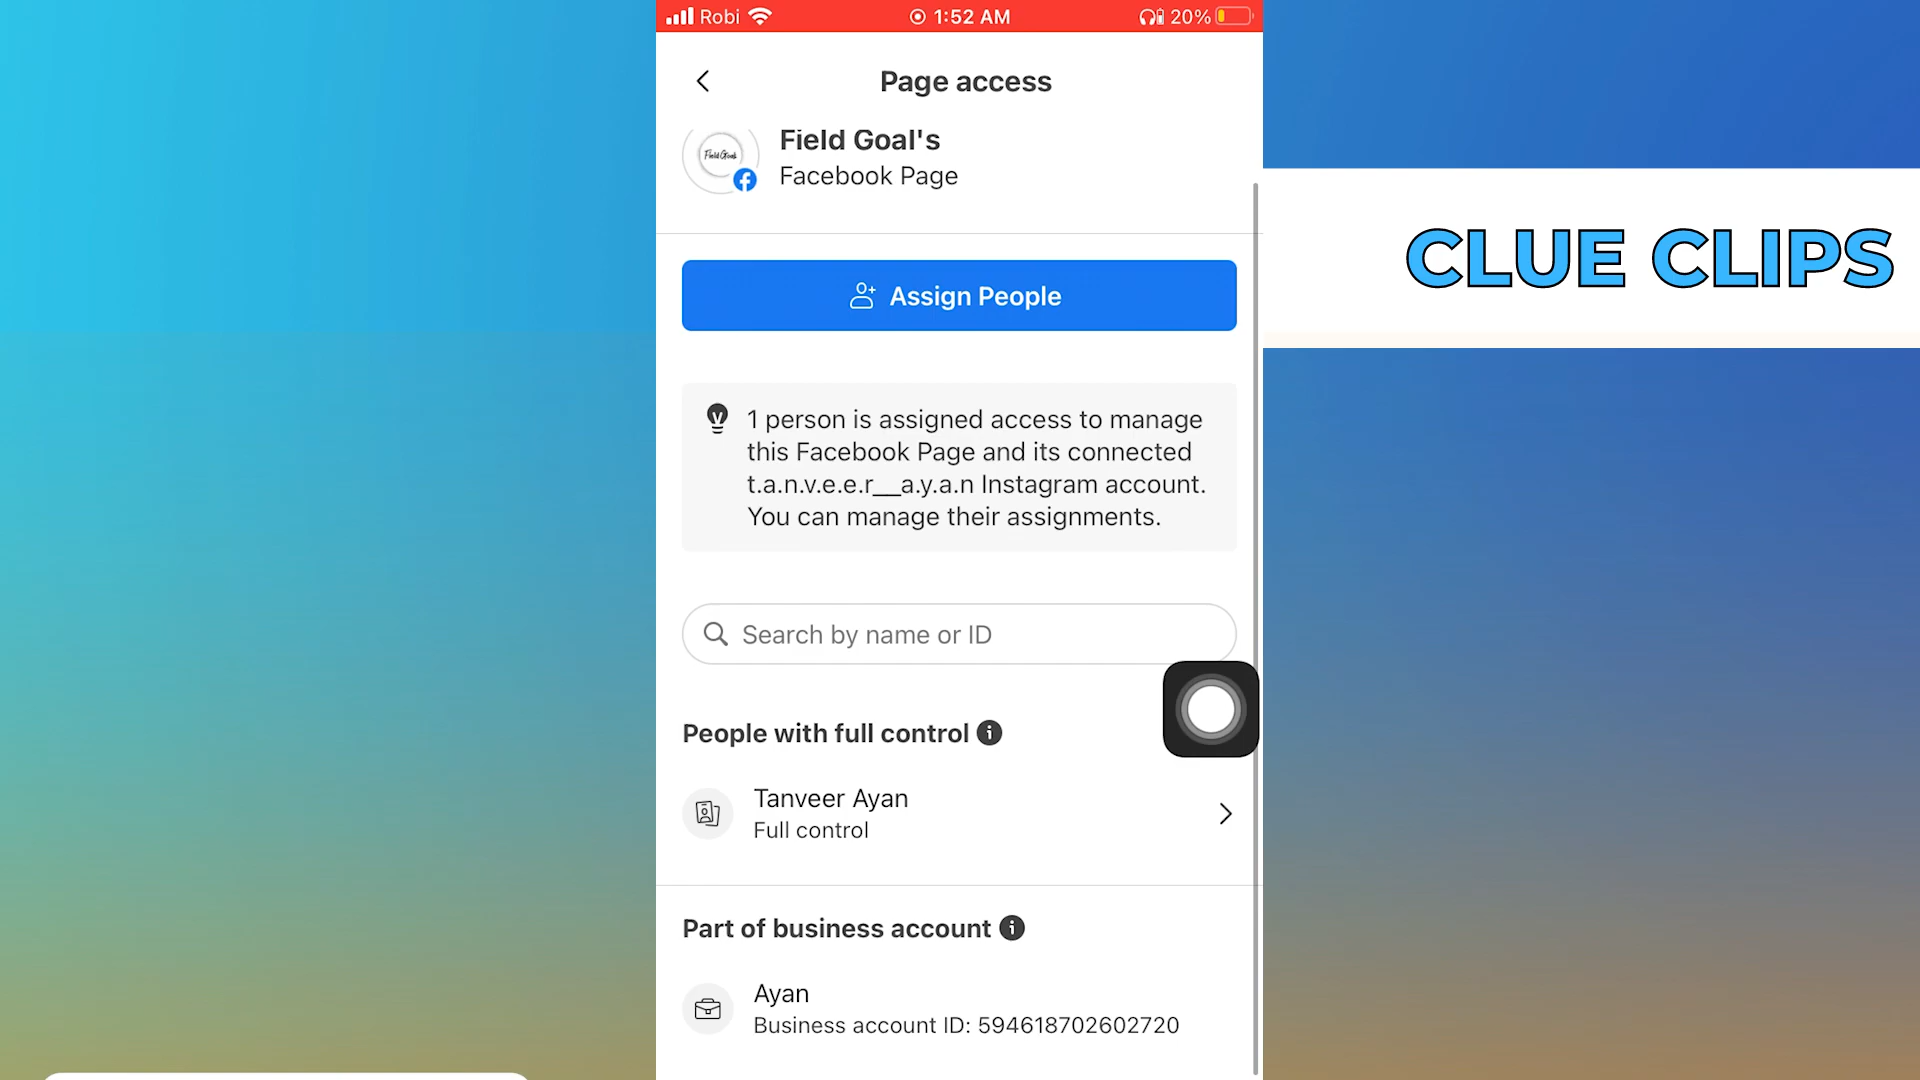 Robi
1:52 AM
20%
Page access
Field Goal's
Facebook Page
Field Goal
CLUE CLIPS
Assign People
1 person is assigned access to manage
this Facebook Page and its connected
t.a.n.v.e.e.r__a.y.a.n Instagram account.
You can manage their assignments.
Search by name or ID
People with full control
Tanveer Ayan
Full control
Part of business account
Ayan
Business account ID: 594618702602720